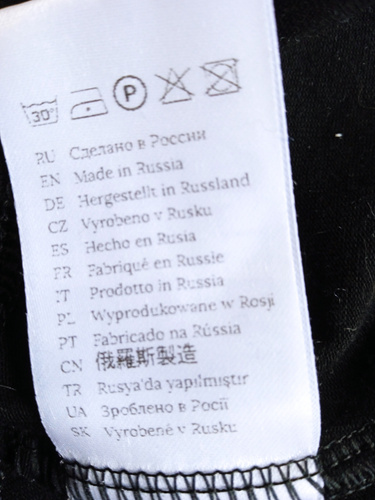 30° P
RU Сделано в России
EN Made in Russia
DE Hergestellt in Russland
CZ Vyrobeno v Rusku
ES Hecho en Rusia
FR Fabriqué en Russie
IT Prodotto in Russia
PL Wyprodukowane w Rosji
PT Fabricado na Rússia
CN 俄羅斯製造
TR Rusya'da yapılmıştır
UA Зроблено в Росії
SK Vyrobené v Rusku